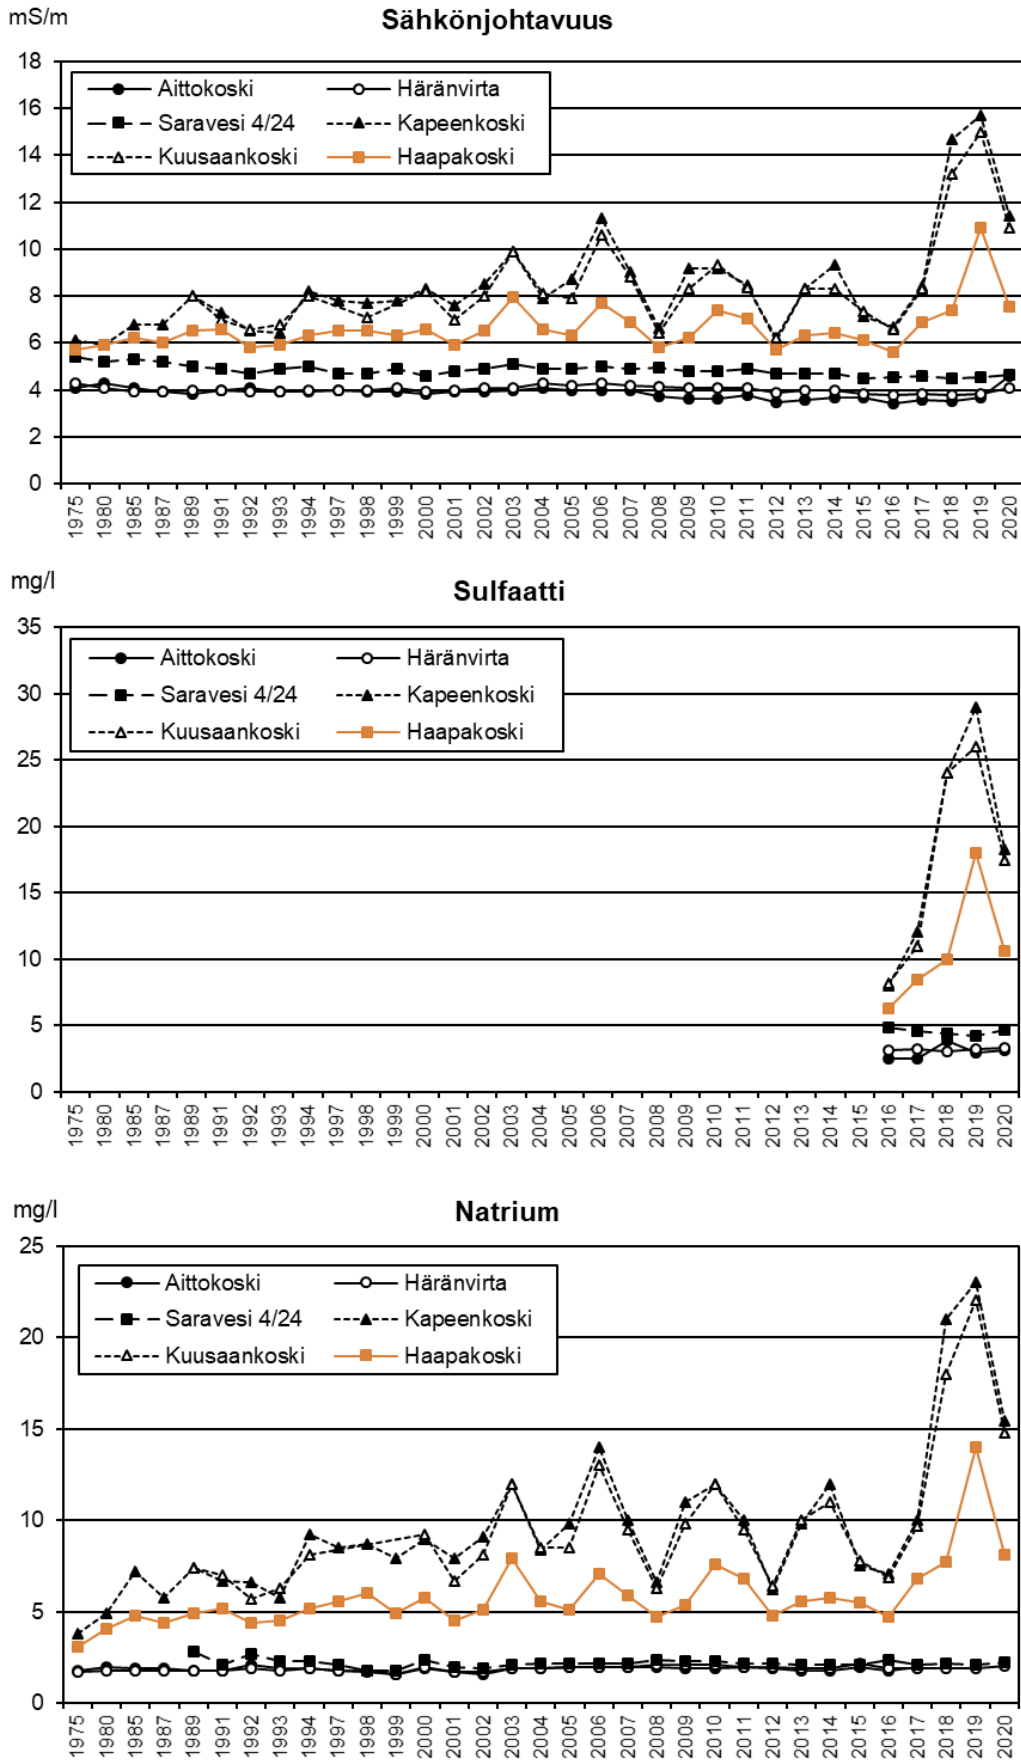 mS/m
Sähkönjohtavuus
18
16
14
12
10
8
6
4
2
0
Aittokoski Häränvirta
Saravesi 4/24 Kapeenkoski
Kuusaankoski Haapakoski
1975 1980 1985 1987 1989 1991 1992 1993 1994 1997 1998 1999 2000 2001 2002 2003 2004 2005 2006 2007 2008 2009 2010 2011 2012 2013 2014 2015 2016 2017 2018 2019 2020
mg/l
Sulfaatti
35
30
25
20
15
10
5
0
Aittokoski Häränvirta
Saravesi 4/24 Kapeenkoski
Kuusaankoski Haapakoski
1975 1980 1985 1987 1989 1991 1992 1993 1994 1997 1998 1999 2000 2001 2002 2003 2004 2005 2006 2007 2008 2009 2010 2011 2012 2013 2014 2015 2016 2017 2018 2019 2020
mg/l
Natrium
25
20
15
10
5
0
Aittokoski Häränvirta
Saravesi 4/24 Kapeenkoski
Kuusaankoski Haapakoski
1975 1980 1985 1987 1989 1991 1992 1993 1994 1997 1998 1999 2000 2001 2002 2003 2004 2005 2006 2007 2008 2009 2010 2011 2012 2013 2014 2015 2016 2017 2018 2019 2020